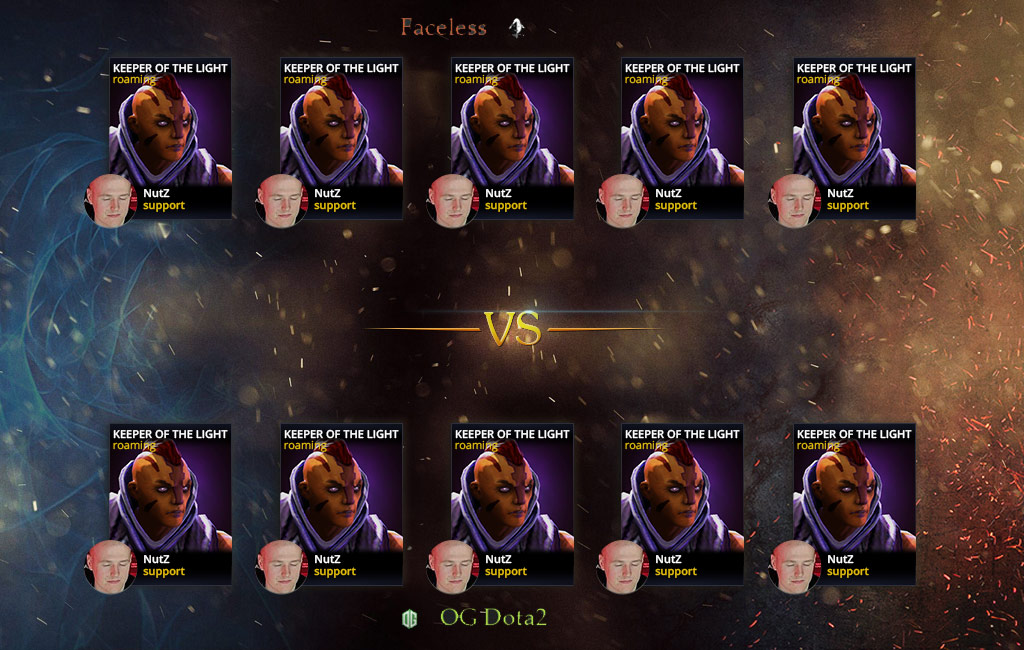 Faceless
KEEPER OF THE LIGHT KEEPER OF THE LIGHT KEEPER OF THE LIGHT KEEPER OF THE LIGHT KEEPER OF THE LIGHT
roaming roaming roaming roaming roaming
NutZ NutZ NutZ NutZ NutZ
support support support support support
VS
KEEPER OF THE LIGHT KEEPER OF THE LIGHT KEEPER OF THE LIGHT KEEPER OF THE LIGHT KEEPER OF THE LIGHT
roaming roaming roaming roaming roaming
NutZ NutZ NutZ NutZ NutZ
support support support support support
OG OG Dota2